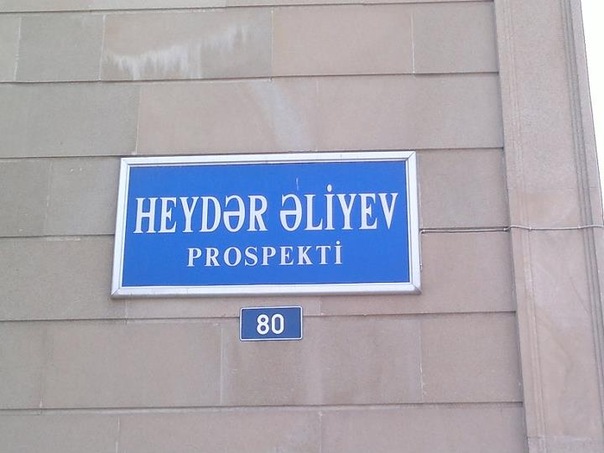 HEYDƏR ƏLİYEV
PROSPEKTİ
80